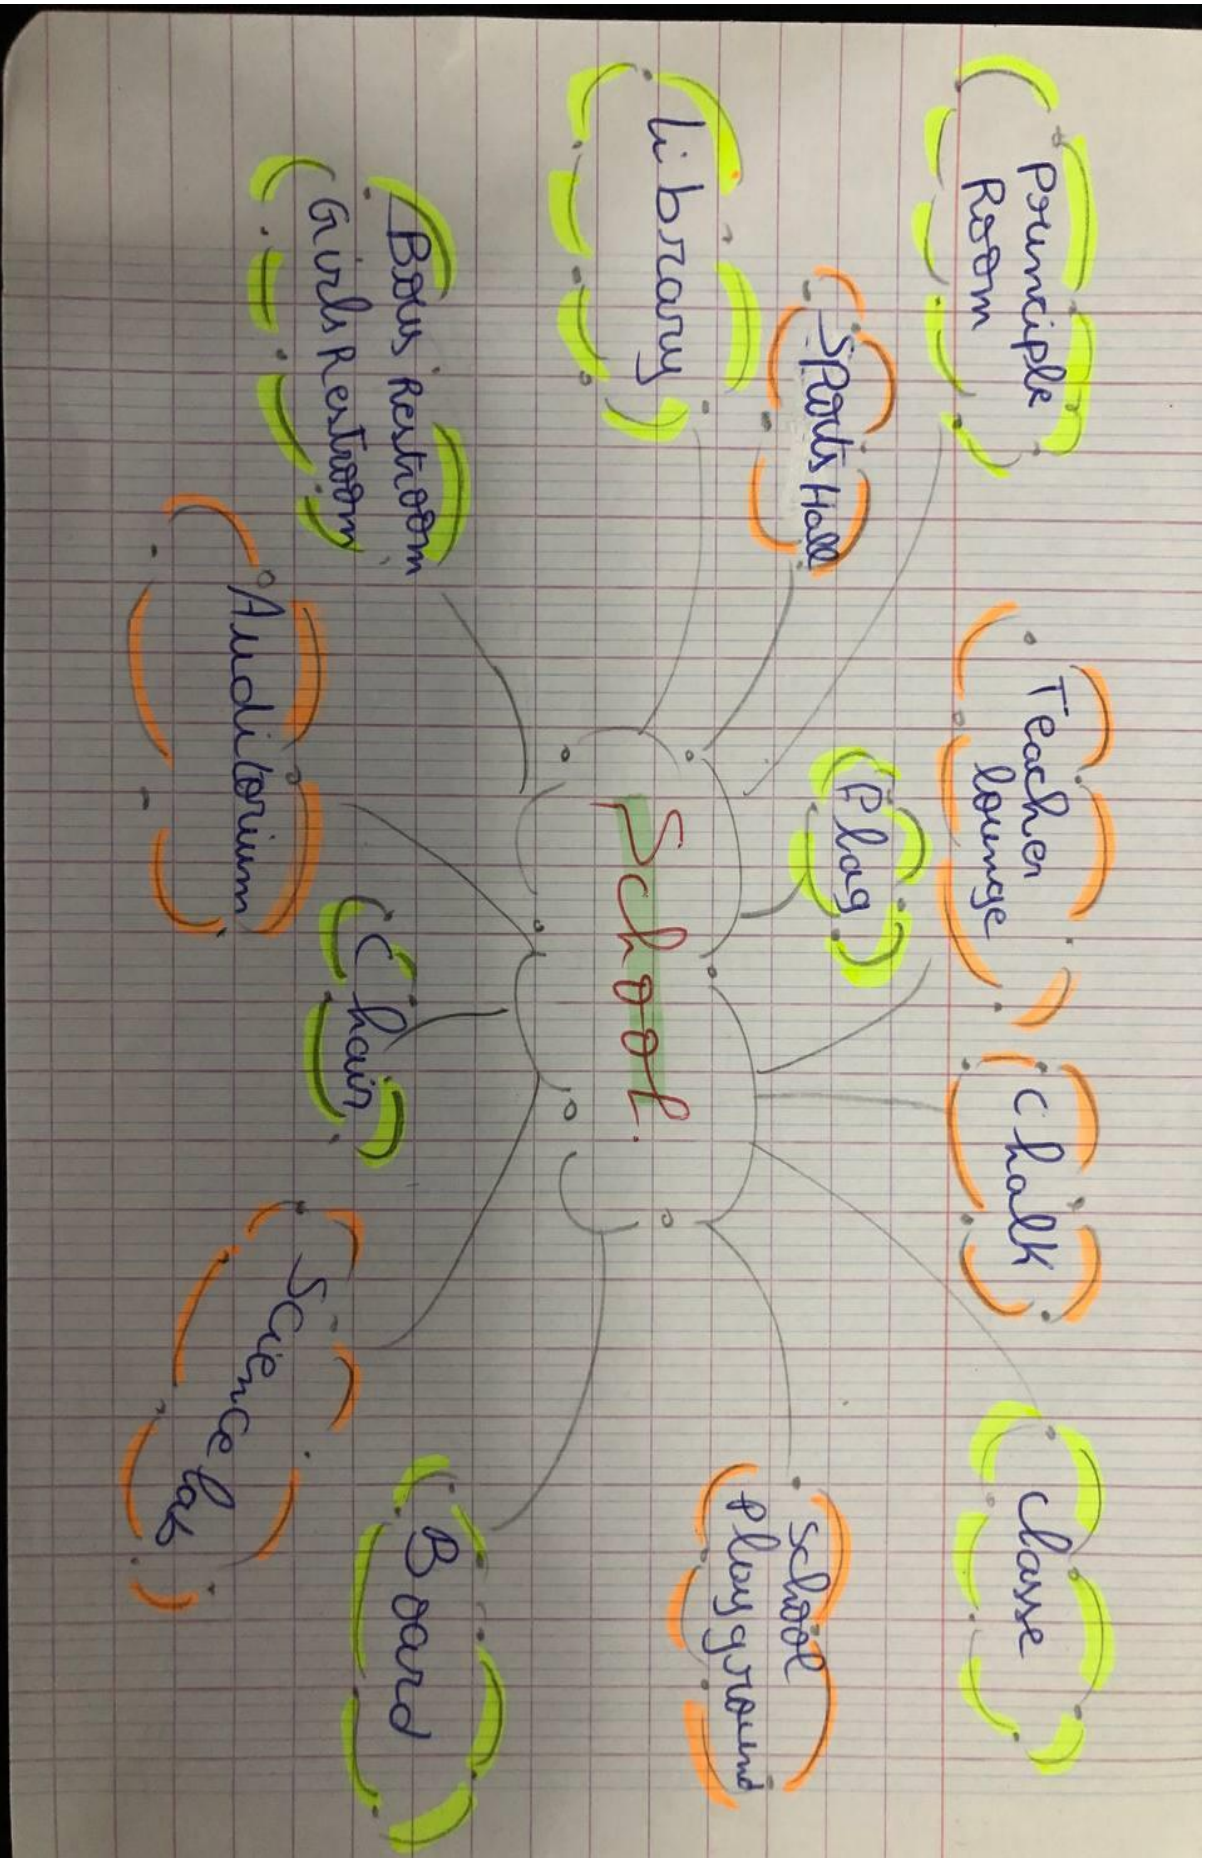 Principle
Room
Teacher
lounge
Chalk
Classe
Sports Hall
Plag
School
Playground
Library
School.
Boys Restroom
Girls Restroom
Chair
Board
Auditorium
Science lab